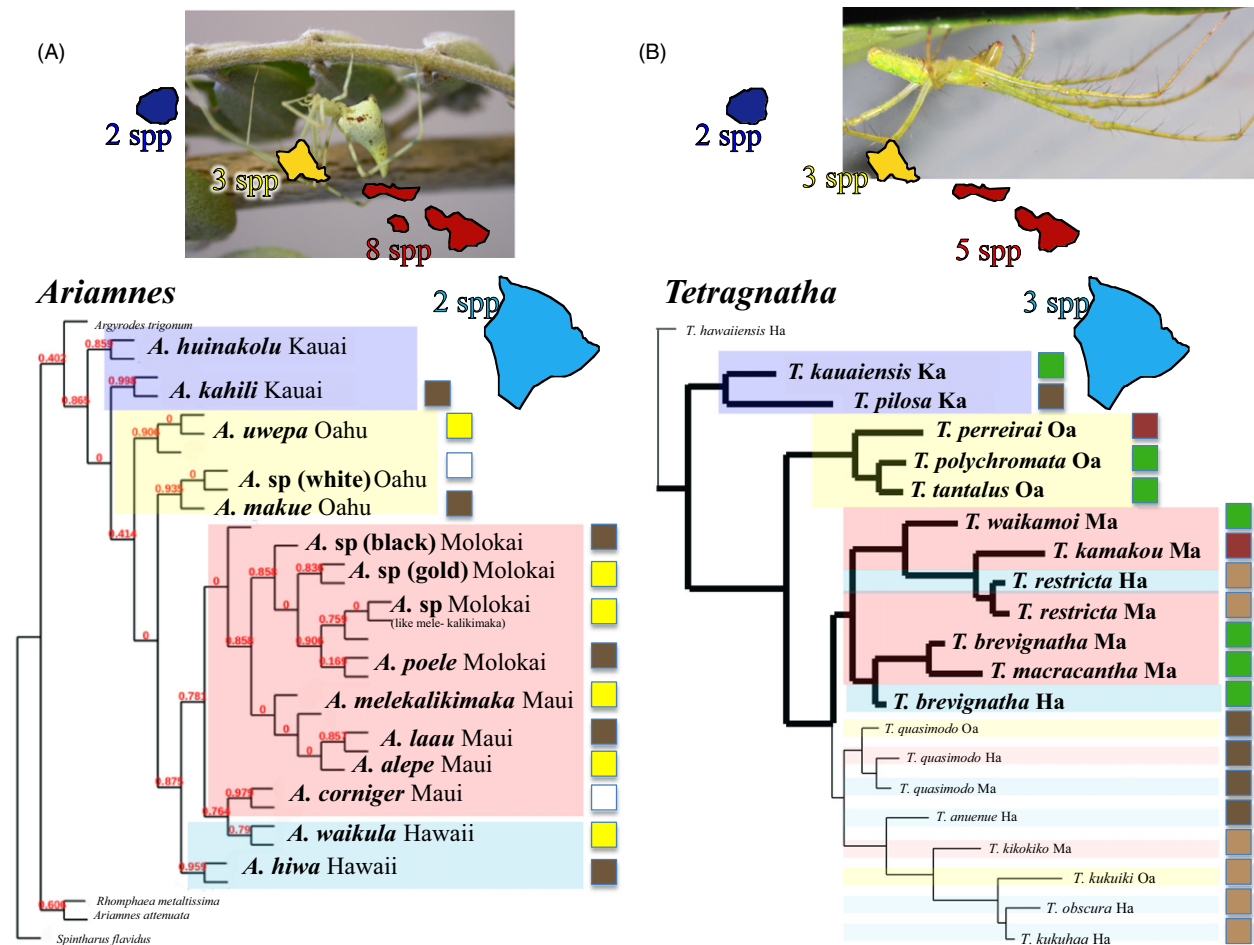 (A)
2 spp
3 spp
8 spp
2 spp
Ariamnes
Argyrodes trigonum
0.402
0.859
A. huinakolu Kauai
0.998
0.865
A. kahili Kauai
0
0.906
A. uwepa Oahu
0
0
0.935
A. sp (white) Oahu
A. makue Oahu
0.414
A. sp (black) Molokai
0.858
0.836
A. sp (gold) Molokai
0
0
0
A. sp Molokai
(like mele- kalikimaka)
0.759
0
0.858
0.906
0.169
A. poele Molokai
0.781
A. melekalikimaka Maui
0
0
0.857
A. laau Maui
0
A. alepe Maui
0.875
0.979
A. corniger Maui
0.764
0.79
A. waikula Hawaii
0.959
A. hiwa Hawaii
0.606
Rhomphaea metaltissima
Ariamnes attenuata
Spintharus flavidus
(B)
2 spp
3 spp
5 spp
3 spp
Tetragnatha
T. hawaiiensis Ha
T. kauaiensis Ka
T. pilosa Ka
T. perreirai Oa
T. polychromata Oa
T. tantalus Oa
T. waikamoi Ma
T. kamakou Ma
T. restricta Ha
T. restricta Ma
T. brevignatha Ma
T. macracantha Ma
T. brevignatha Ha
T. quasimodo Oa
T. quasimodo Ha
T. quasimodo Ma
T. anuenue Ha
T. kikokiko Ma
T. kukuiki Oa
T. obscura Ha
T. kukuhaa Ha